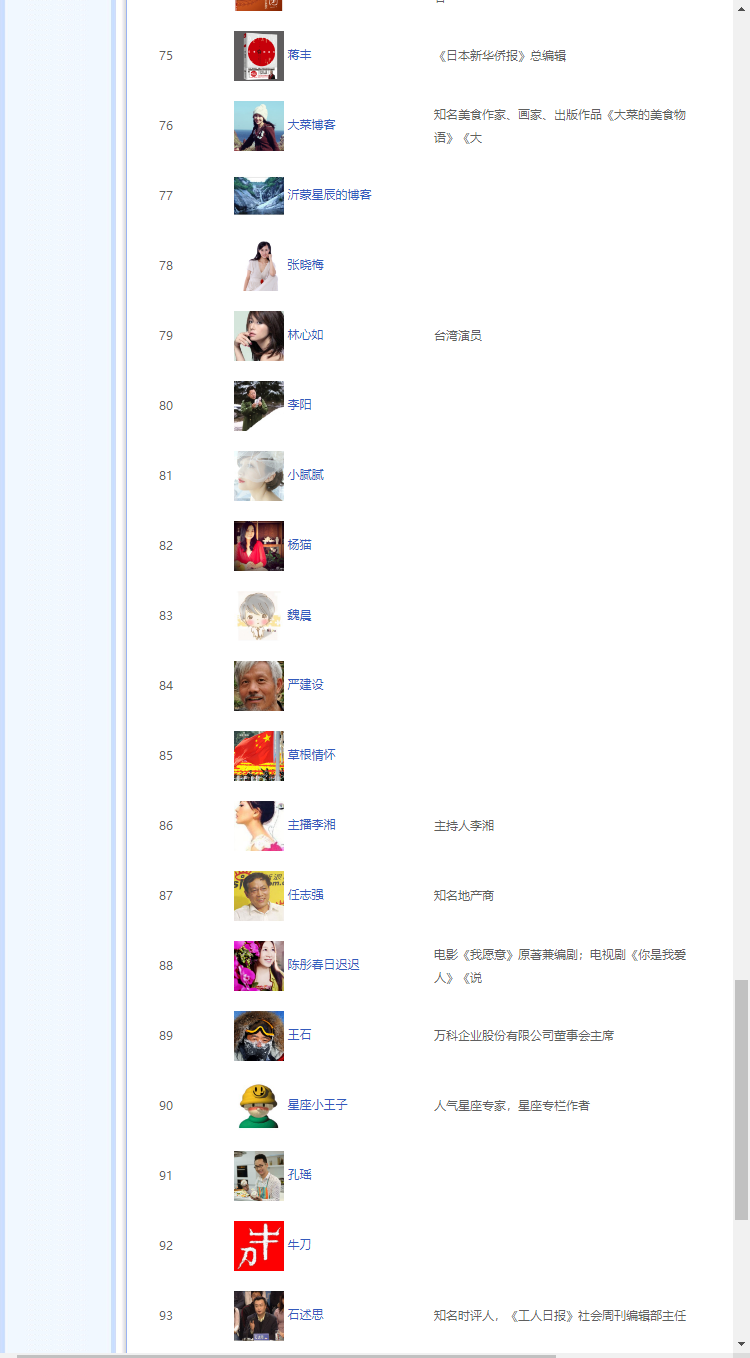 75 蒋丰 《日本新华侨报》总编辑
76 大菜博客 知名美食作家、画家、出版作品《大菜的美食物
语》《大
77 沂蒙星辰的博客
78 张晓梅
79 林心如 台湾演员
80 李阳
81 小腻腻
82 杨猫
83 魏晨
84 严建设
85 草根情怀
86 主播李湘 主持人李湘
87 任志强 知名地产商
88 陈彤春日迟迟 电影《我愿意》原著兼编剧；电视剧《你是我爱
人》《说
89 王石 万科企业股份有限公司董事会主席
90 星座小王子 人气星座专家，星座专栏作者
91 孔瑶
92 牛刀
牛刀
93 石述思 知名时评人，《工人日报》社会周刊编辑部主任